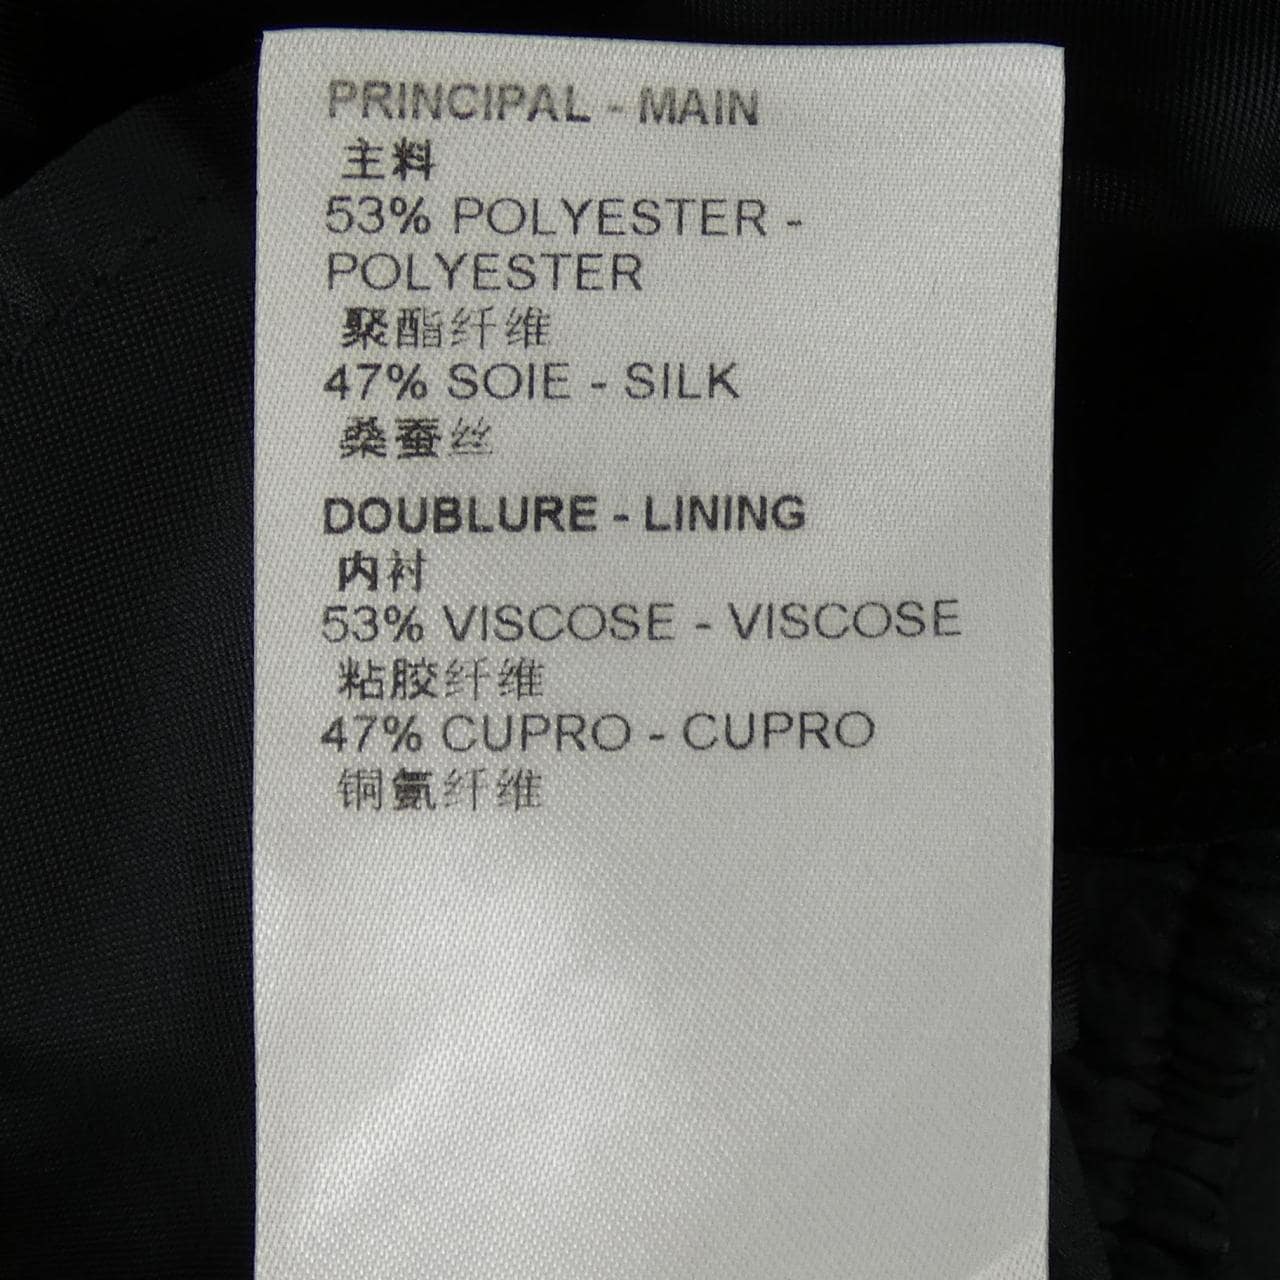 PRINCIPAL - MAIN
主料
53% POLYESTER -
POLYESTER
聚酯纤维
47% SOIE - SILK
桑蚕丝
DOUBLURE - LINING
内衬
53% VISCOSE - VISCOSE
粘胶纤维
47% CUPRO - CUPRO
铜氨纤维